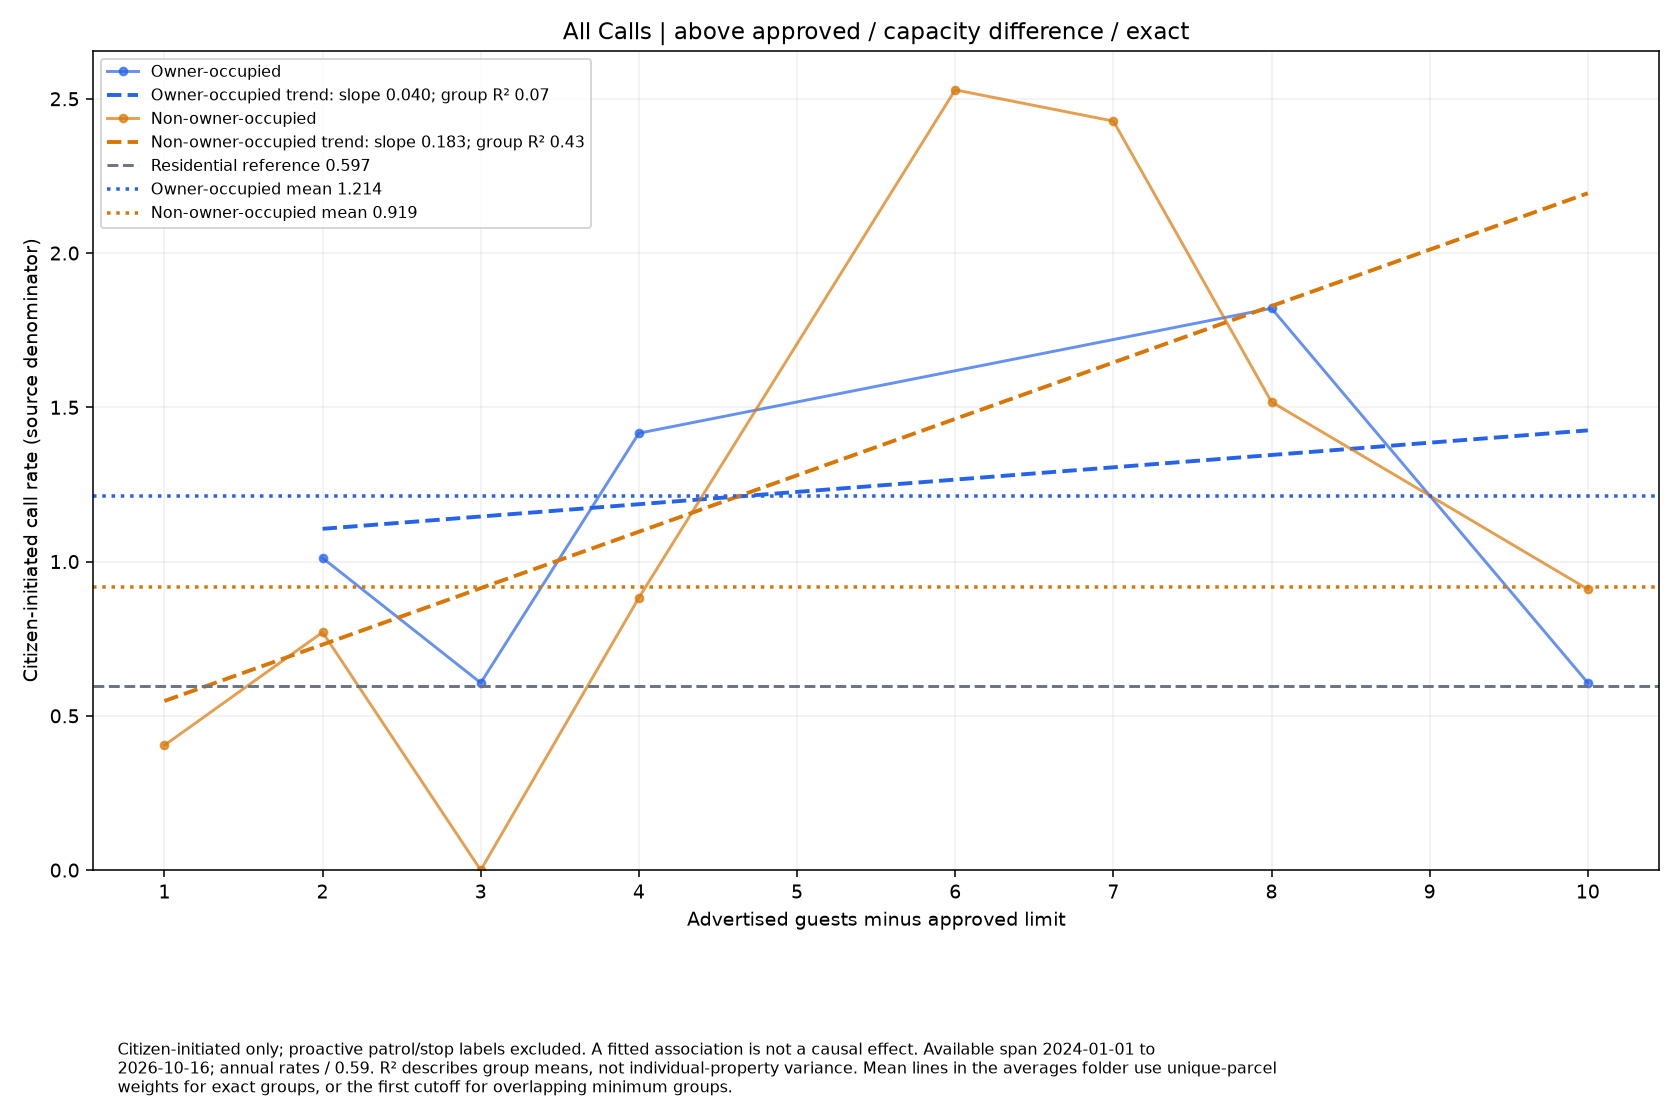 All Calls | above approved / capacity difference / exact
Owner-occupied
Owner-occupied trend: slope 0.040; group R² 0.07
Non-owner-occupied
Non-owner-occupied trend: slope 0.183; group R² 0.43
Residential reference 0.597
Owner-occupied mean 1.214
Non-owner-occupied mean 0.919
Citizen-initiated call rate (source denominator)
2.5
2.0
1.5
1.0
0.5
0.0
1 2 3 4 5 6 7 8 9 10
Advertised guests minus approved limit
Citizen-initiated only; proactive patrol/stop labels excluded. A fitted association is not a causal effect. Available span 2024-01-01 to
2026-10-16; annual rates / 0.59. R² describes group means, not individual-property variance. Mean lines in the averages folder use unique-parcel
weights for exact groups, or the first cutoff for overlapping minimum groups.